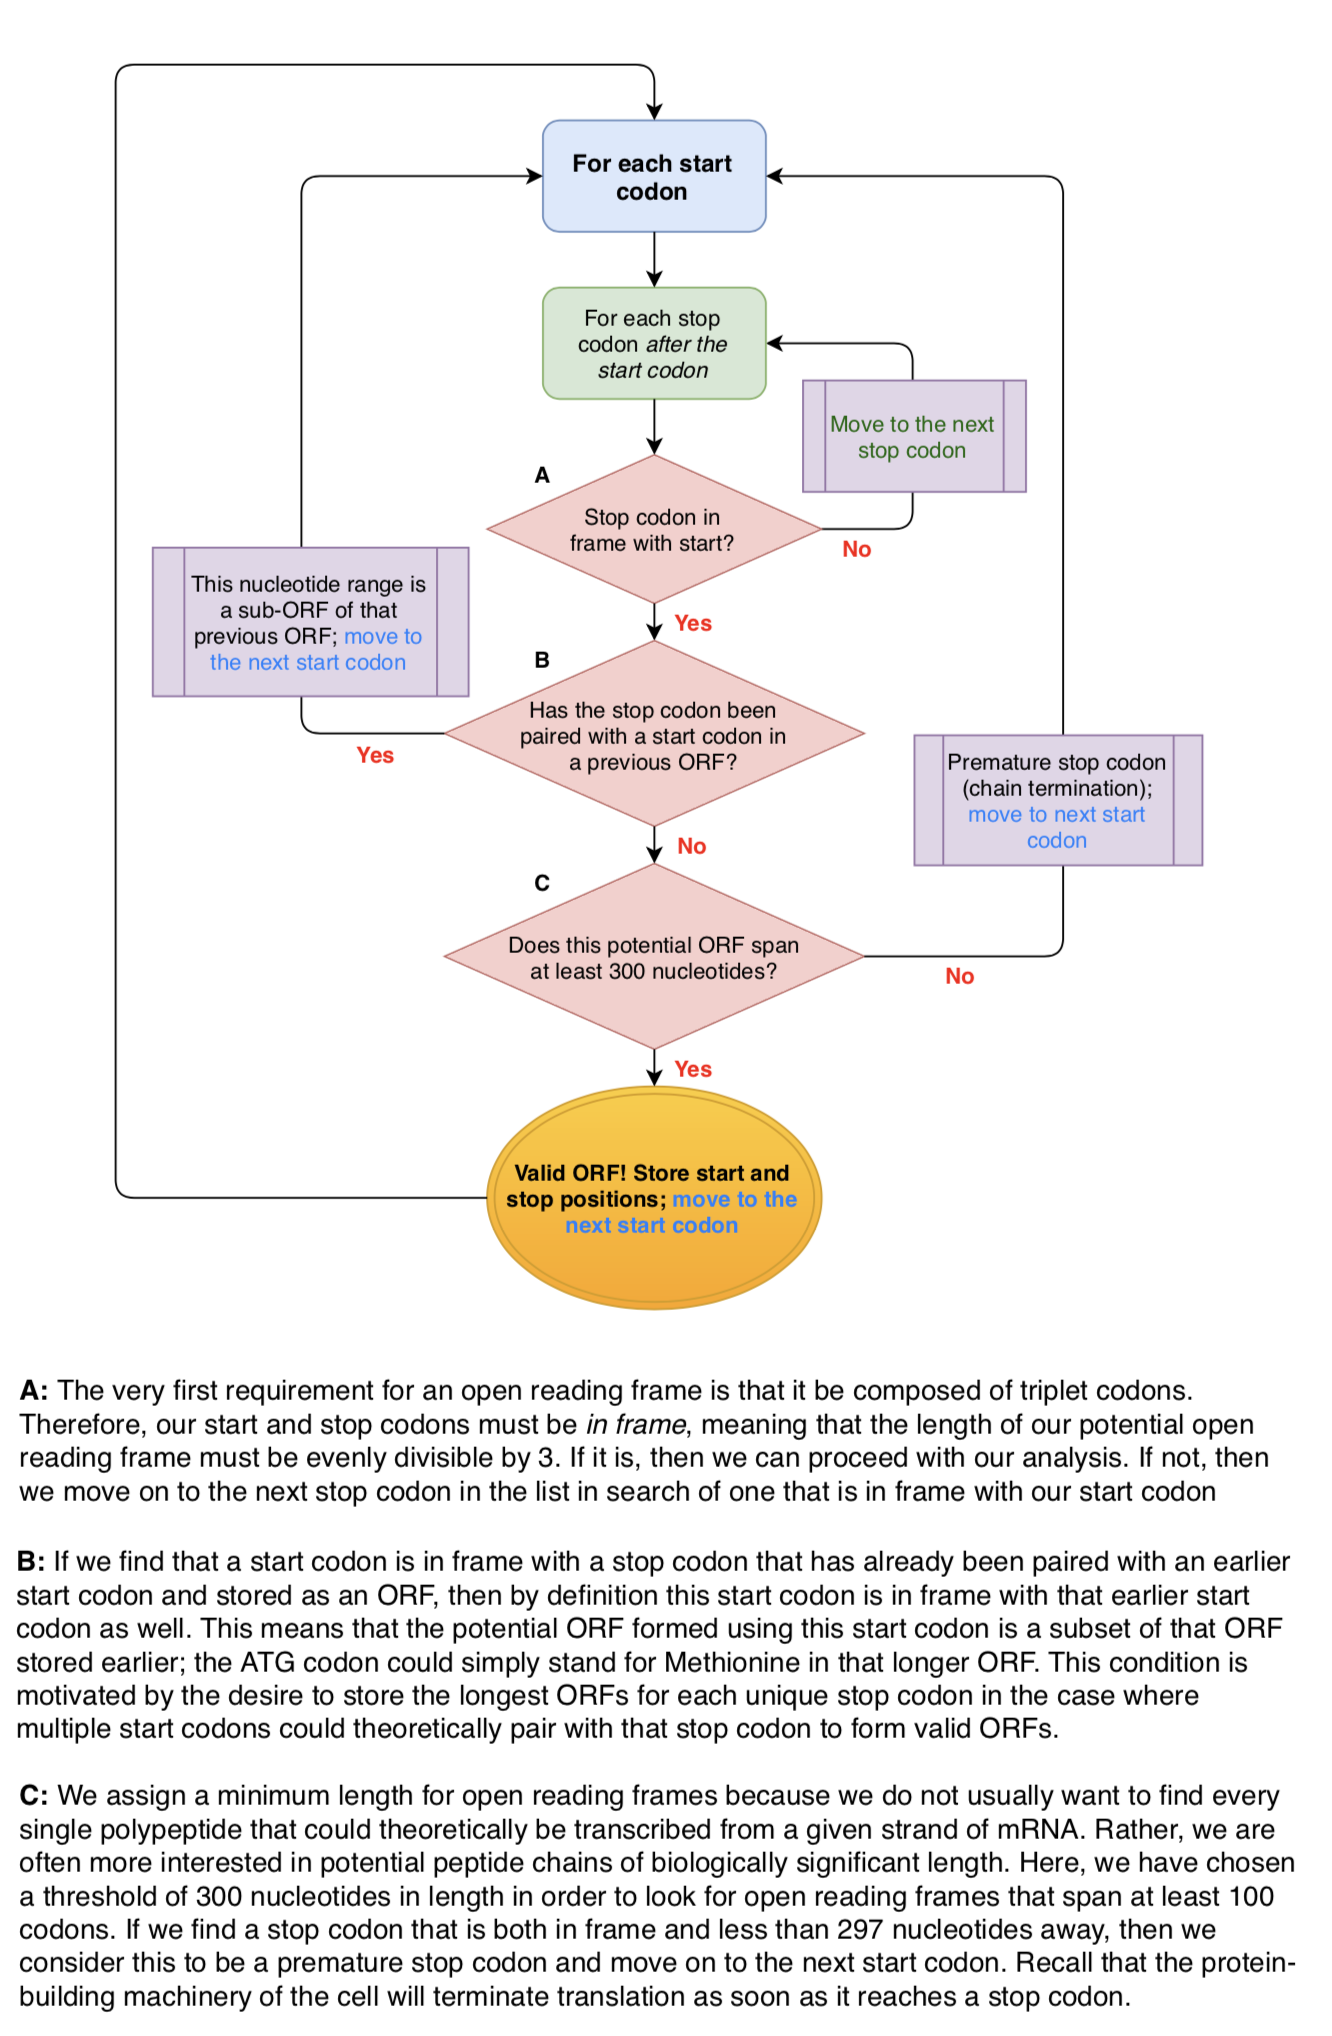 For each start
codon
For each stop
codon after the
start codon
Move to the next
stop codon
A
Stop codon in
frame with start?
No
Yes
This nucleotide range is
a sub-ORF of that
previous ORF; move to
the next start codon
B
Has the stop codon been
paired with a start codon in
a previous ORF?
Yes
No
Premature stop codon
(chain termination);
move to next start
codon
C
Does this potential ORF span
at least 300 nucleotides?
No
Yes
Valid ORF! Store start and
stop positions; move to the
next start codon
A: The very first requirement for an open reading frame is that it be composed of triplet codons.
Therefore, our start and stop codons must be in frame, meaning that the length of our potential open
reading frame must be evenly divisible by 3. If it is, then we can proceed with our analysis. If not, then
we move on to the next stop codon in the list in search of one that is in frame with our start codon
B: If we find that a start codon is in frame with a stop codon that has already been paired with an earlier
start codon and stored as an ORF, then by definition this start codon is in frame with that earlier start
codon as well. This means that the potential ORF formed using this start codon is a subset of that ORF
stored earlier; the ATG codon could simply stand for Methionine in that longer ORF. This condition is
motivated by the desire to store the longest ORFs for each unique stop codon in the case where
multiple start codons could theoretically pair with that stop codon to form valid ORFs.
C: We assign a minimum length for open reading frames because we do not usually want to find every
single polypeptide that could theoretically be transcribed from a given strand of mRNA. Rather, we are
often more interested in potential peptide chains of biologically significant length. Here, we have chosen
a threshold of 300 nucleotides in length in order to look for open reading frames that span at least 100
codons. If we find a stop codon that is both in frame and less than 297 nucleotides away, then we
consider this to be a premature stop codon and move on to the next start codon. Recall that the protein-
building machinery of the cell will terminate translation as soon as it reaches a stop codon.